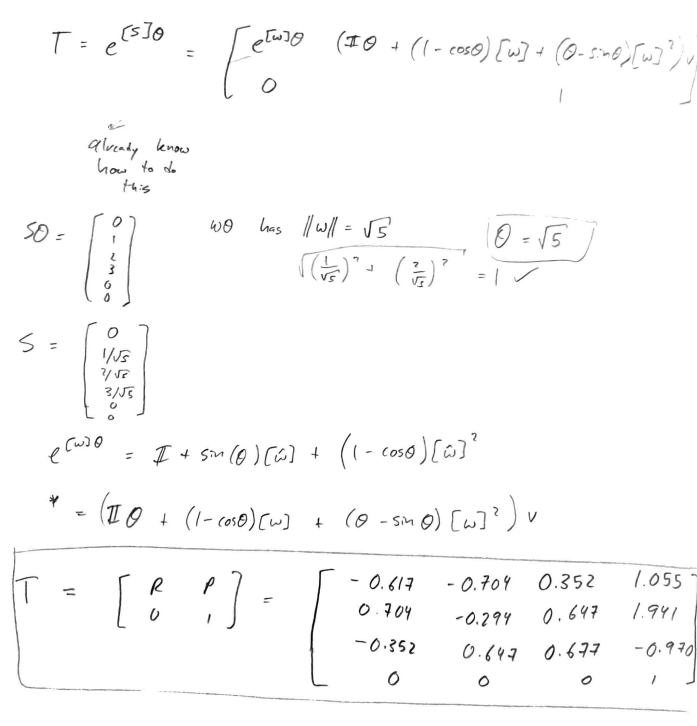 T = e^{[S]θ} = [ e^{[ω]θ} (𝕀θ + (1-cosθ)[ω] + (θ-sinθ)[ω]²)v
0 1 ]
already know
how to do
this
Sθ = [ 0 1 2 3 0 0 ] ωθ has ||ω|| = √5 θ = √5
√((1/√5)² + (2/√5)²) = 1 ✓
S = [ 0 1/√5 2/√5 3/√5 0 0 ]
e^{[ω]θ} = 𝕀 + sin(θ)[ω̂] + (1-cosθ)[ω̂]²
* = (𝕀θ + (1-cosθ)[ω] + (θ-sinθ)[ω]²)v
T = [ R P
0 1 ] = [ -0.617 -0.704 0.352 1.055
0.704 -0.294 0.647 1.941
-0.352 0.647 0.677 -0.970
0 0 0 1 ]